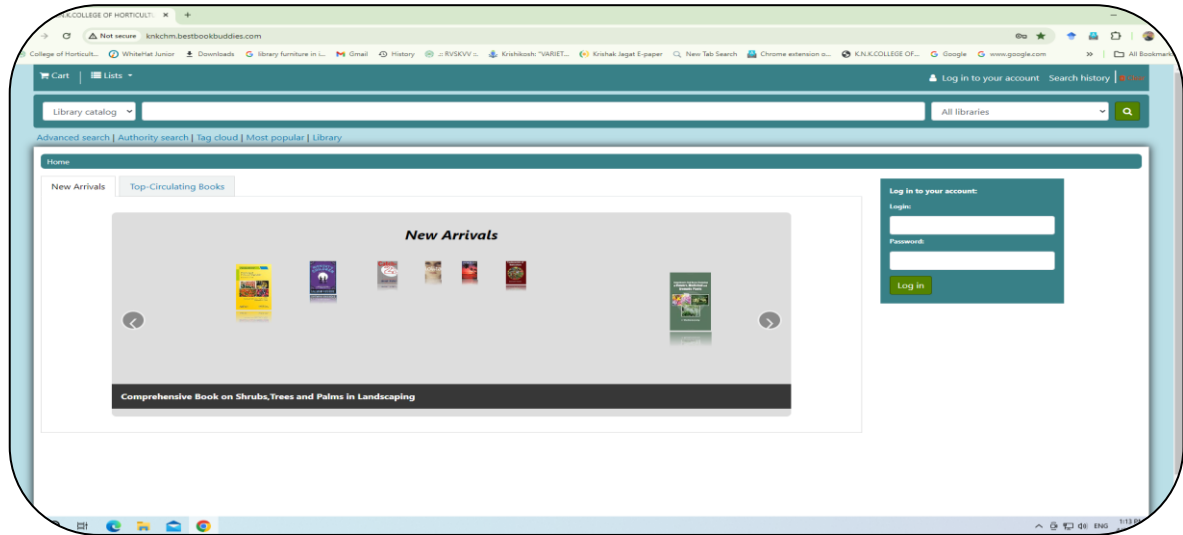 N.K.COLLEGE OF HORTICULTU
Not secure knkchm.bestbookbuddies.com
College of Horticult... WhiteHat Junior Downloads library furniture in i... Gmail History .:: RVSKVV ::. Krishikosh: "VARIET... Krishak Jagat E-paper New Tab Search Chrome extension o... K.N.K.COLLEGE OF... Google www.google.com » All Bookmark
Cart Lists Log in to your account Search history
Library catalog All libraries
Advanced search | Authority search | Tag cloud | Most popular | Library
Home
New Arrivals Top-Circulating Books
Log in to your account:
Login:
New Arrivals
Password:
Log in
Comprehensive Book on Shrubs,Trees and Palms in Landscaping
ENG 1:13 PM